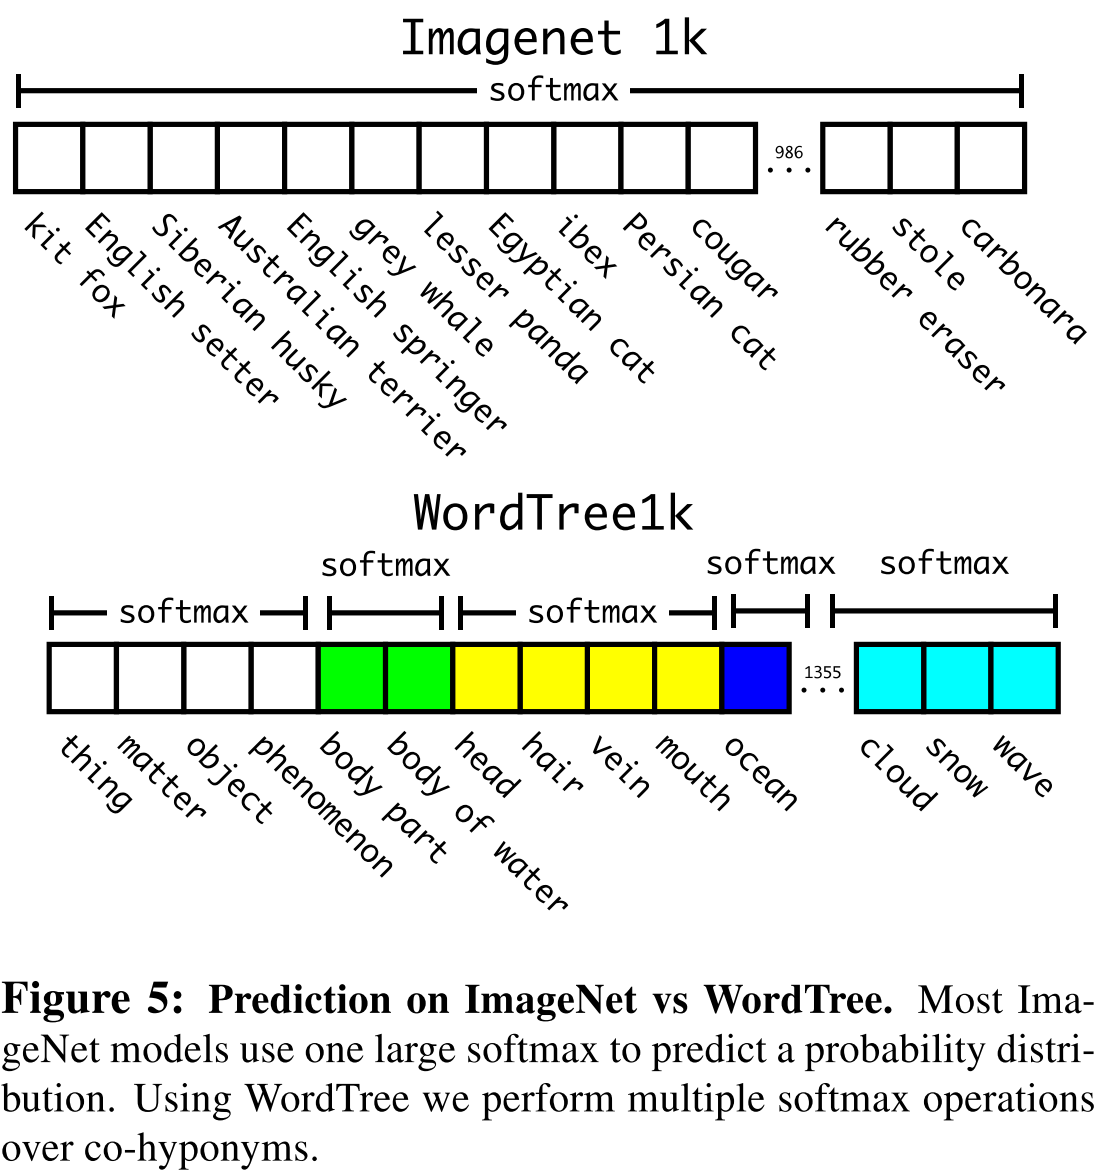 Imagenet 1k
softmax
986
...
kit fox
English setter
Siberian husky
Australian terrier
English springer
grey whale
lesser panda
Egyptian cat
ibex
Persian cat
cougar
rubber eraser
stole
carbonara
WordTree1k
softmax
softmax
softmax
softmax
softmax
1355
...
thing
matter
object
phenomenon
body part
body of water
head
hair
vein
mouth
ocean
cloud
snow
wave
Figure 5: Prediction on ImageNet vs WordTree. Most Ima-
geNet models use one large softmax to predict a probability distri-
bution. Using WordTree we perform multiple softmax operations
over co-hyponyms.